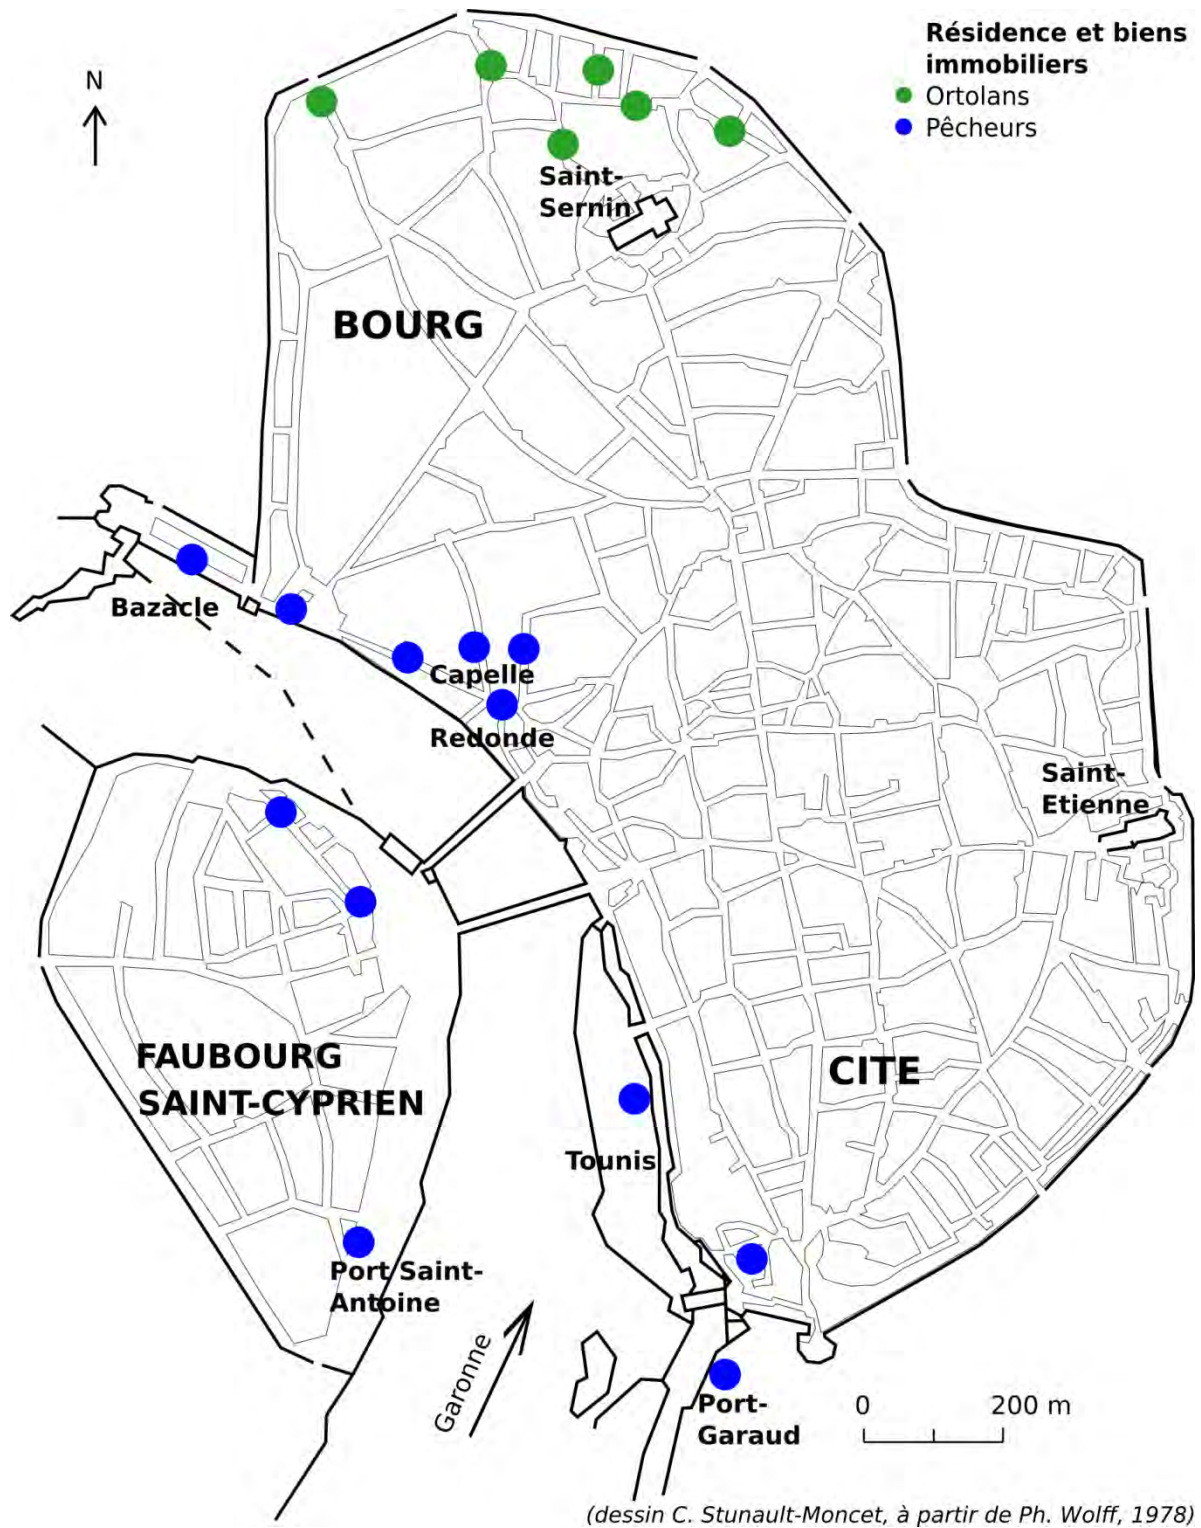 Résidence et biens
immobiliers
Ortolans
Pêcheurs
N
Saint-
Sernin
BOURG
Bazacle
Capelle
Redonde
Saint-
Etienne
FAUBOURG
SAINT-CYPRIEN
CITE
Tounis
Port Saint-
Antoine
Garonne
Port-
Garaud
0 200 m
(dessin C. Stunault-Moncet, à partir de Ph. Wolff, 1978)